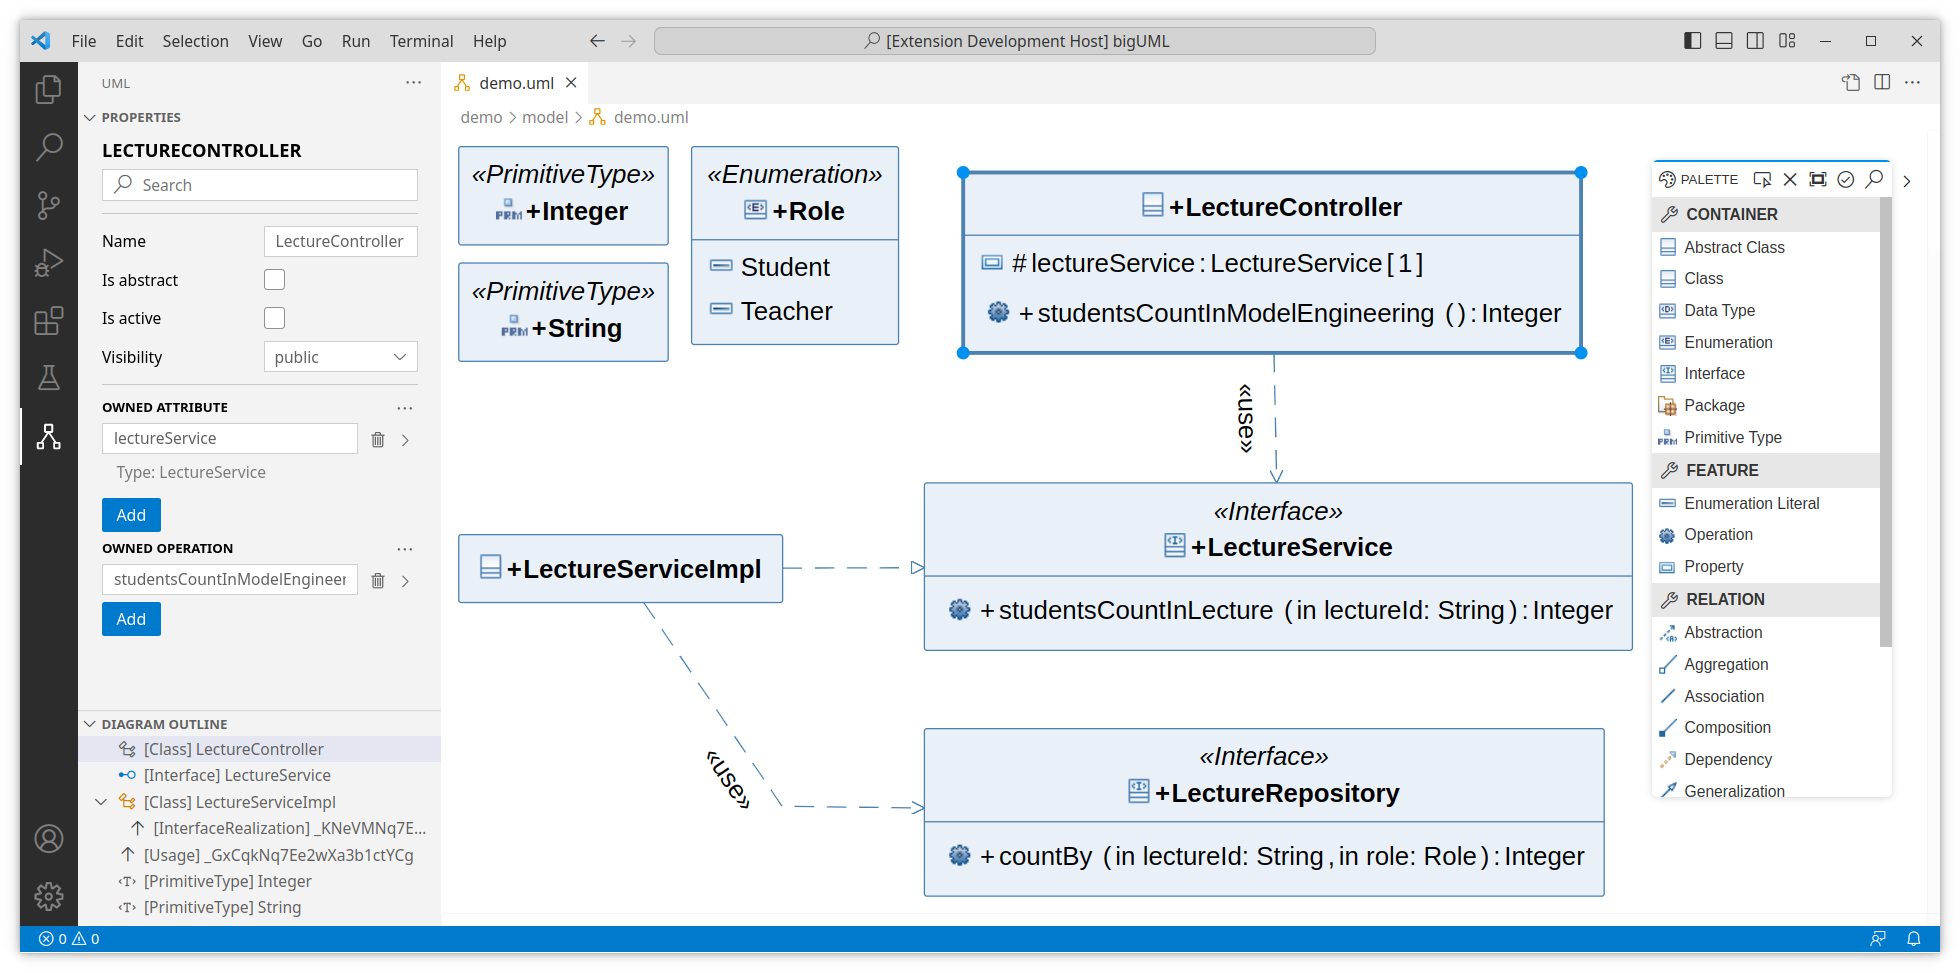 File Edit Selection View Go Run Terminal Help
[Extension Development Host] bigUML
UML
PROPERTIES
LECTURECONTROLLER
Search
Name LectureController
Is abstract
Is active
Visibility public
OWNED ATTRIBUTE
lectureService
Type: LectureService
Add
OWNED OPERATION
studentsCountInModelEngineer
Add
DIAGRAM OUTLINE
[Class] LectureController
[Interface] LectureService
[Class] LectureServiceImpl
[InterfaceRealization] _KNeVMNq7E...
[Usage] _GxCqkNq7Ee2wXa3b1ctYCg
[PrimitiveType] Integer
[PrimitiveType] String
demo.uml
demo > model > demo.uml
«PrimitiveType»
PRM +Integer
«PrimitiveType»
PRM +String
«Enumeration»
<E> +Role
Student
Teacher
+LectureController
# lectureService : LectureService [ 1 ]
+ studentsCountInModelEngineering ( ) : Integer
«use»
«Interface»
<I> +LectureService
+ studentsCountInLecture ( in lectureId: String ) : Integer
+LectureServiceImpl
«use»
«Interface»
<I> +LectureRepository
+ countBy ( in lectureId: String , in role: Role ) : Integer
PALETTE
CONTAINER
Abstract Class
Class
<D> Data Type
<E> Enumeration
<I> Interface
Package
PRM Primitive Type
FEATURE
Enumeration Literal
Operation
Property
RELATION
Abstraction
Aggregation
Association
Composition
Dependency
Generalization
0 0